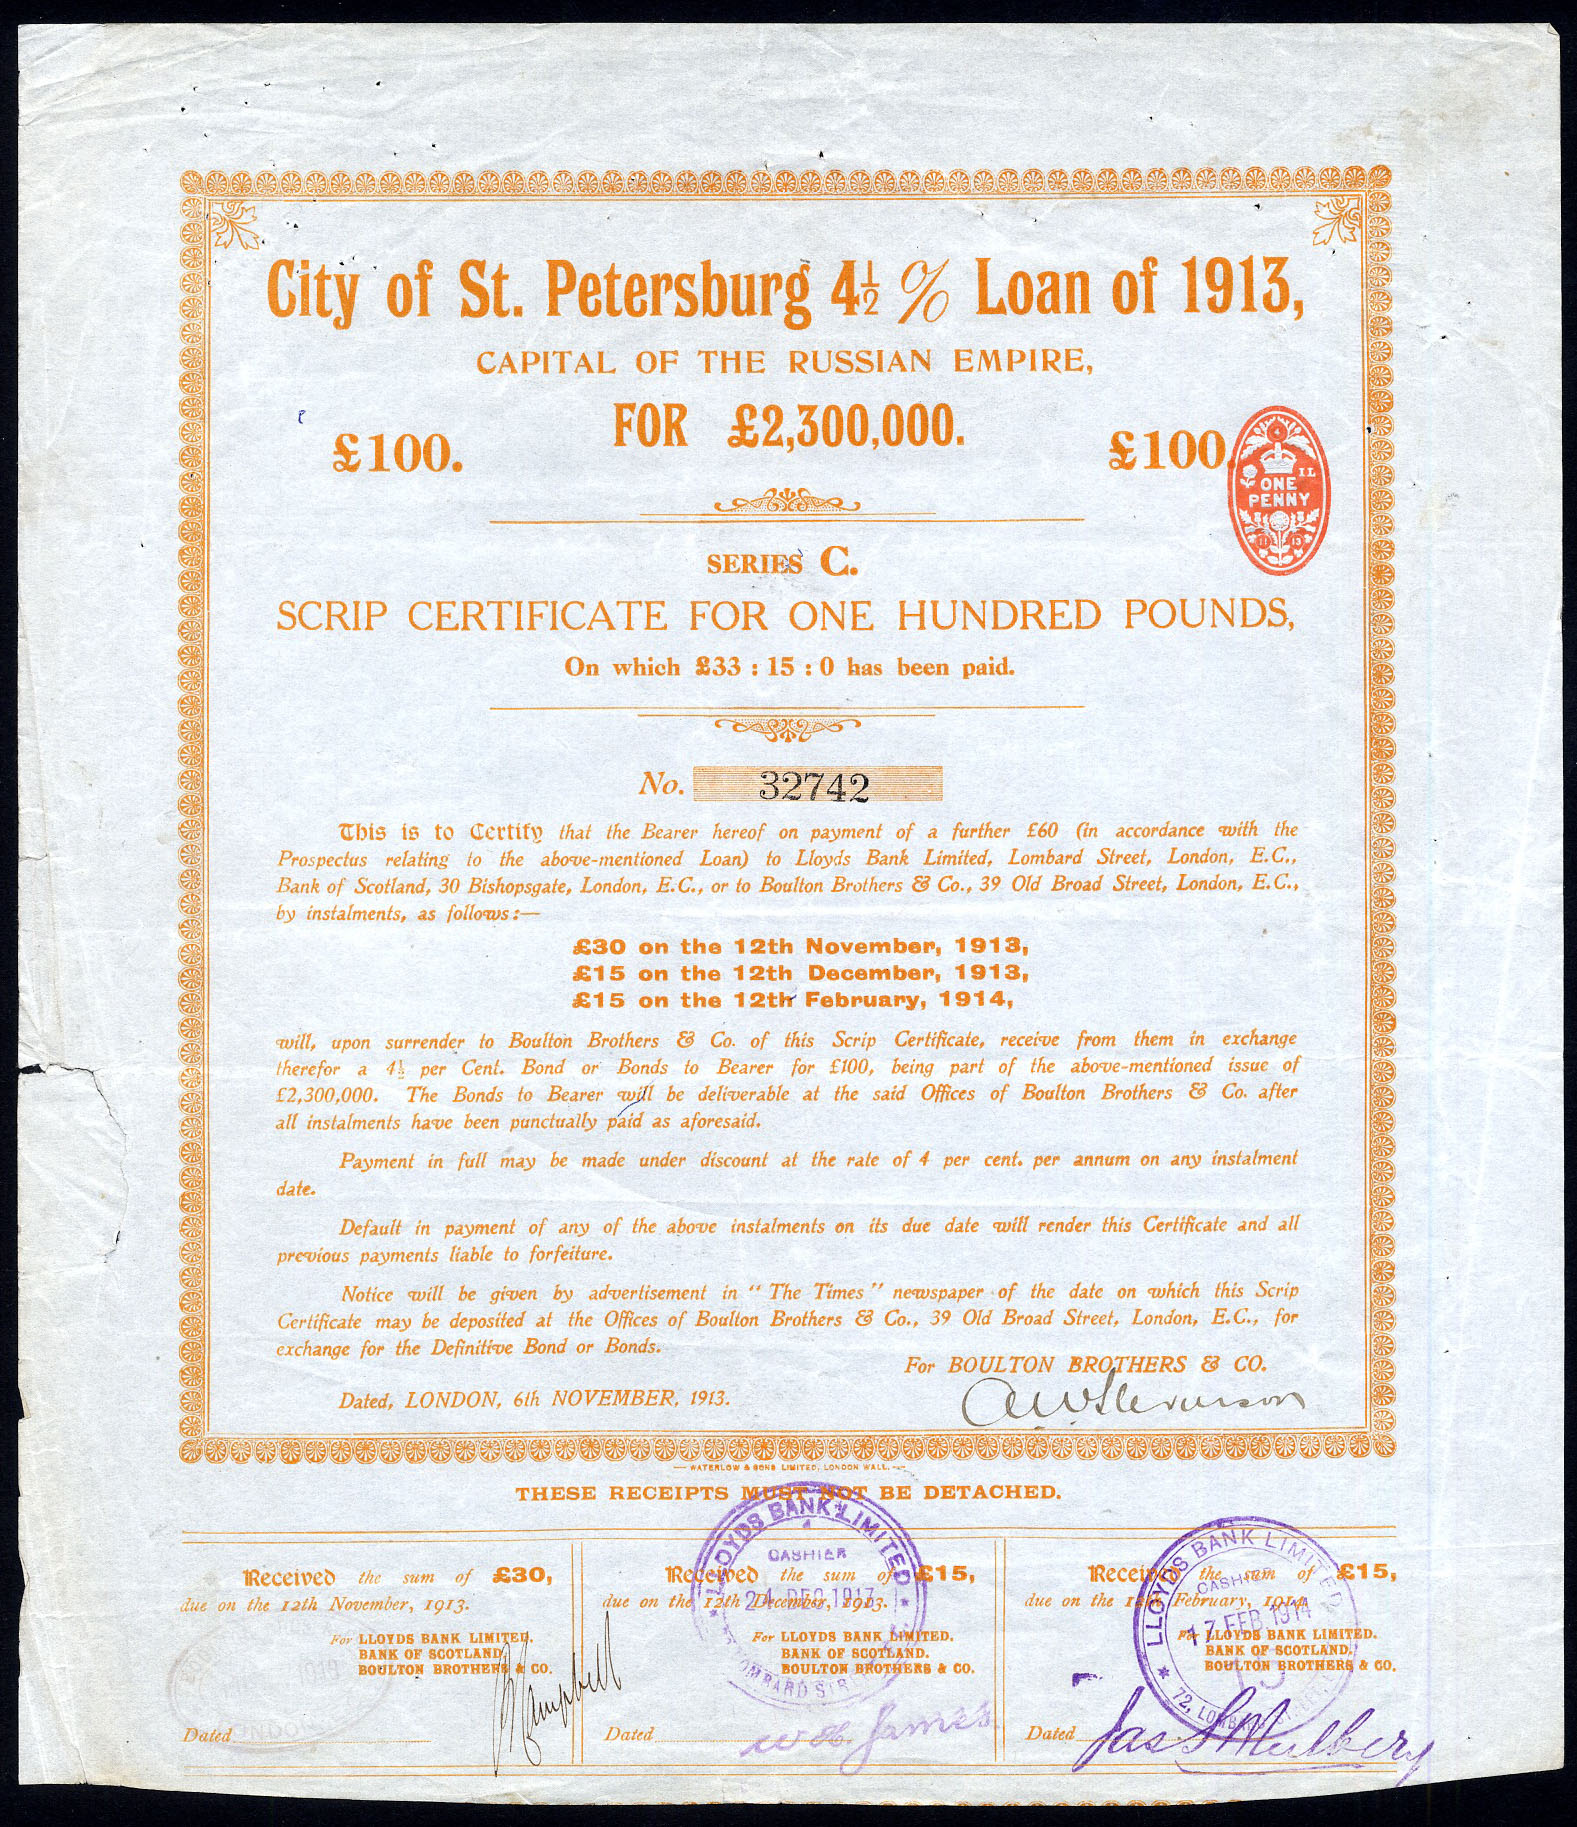 City of St. Petersburg 4½ % Loan of 1913,
CAPITAL OF THE RUSSIAN EMPIRE,
FOR £2,300,000.
£100. £100.
IL
ONE
PENNY
11 13
SERIES C.
SCRIP CERTIFICATE FOR ONE HUNDRED POUNDS,
On which £33 : 15 : 0 has been paid.
No. 32742
This is to Certify that the Bearer hereof on payment of a further £60 (in accordance with the
Prospectus relating to the above-mentioned Loan) to Lloyds Bank Limited, Lombard Street, London, E.C.,
Bank of Scotland, 30 Bishopsgate, London, E.C., or to Boulton Brothers & Co., 39 Old Broad Street, London, E.C.,
by instalments, as follows:—
£30 on the 12th November, 1913,
£15 on the 12th December, 1913,
£15 on the 12th February, 1914,
will, upon surrender to Boulton Brothers & Co. of this Scrip Certificate, receive from them in exchange
therefor a 4½ per Cent. Bond or Bonds to Bearer for £100, being part of the above-mentioned issue of
£2,300,000. The Bonds to Bearer will be deliverable at the said Offices of Boulton Brothers & Co. after
all instalments have been punctually paid as aforesaid.
Payment in full may be made under discount at the rate of 4 per cent. per annum on any instalment
date.
Default in payment of any of the above instalments on its due date will render this Certificate and all
previous payments liable to forfeiture.
Notice will be given by advertisement in "The Times" newspaper of the date on which this Scrip
Certificate may be deposited at the Offices of Boulton Brothers & Co., 39 Old Broad Street, London, E.C., for
exchange for the Definitive Bond or Bonds.
For BOULTON BROTHERS & CO.
Dated, LONDON, 6th NOVEMBER, 1913.
WATERLOW & SONS LIMITED, LONDON WALL.
THESE RECEIPTS MUST NOT BE DETACHED.
Received the sum of £30,
due on the 12th November, 1913.
For LLOYDS BANK LIMITED.
BANK OF SCOTLAND.
BOULTON BROTHERS & CO.
Campbell
Dated
Received the sum of £15,
due on the 12th December, 1913.
For LLOYDS BANK LIMITED.
BANK OF SCOTLAND.
BOULTON BROTHERS & CO.
Dated
LLOYDS BANK LIMITED
CASHIER
24 DEC 1913
LOMBARD STREET
W H James
Received the sum of £15,
due on the 12th February, 1914.
For LLOYDS BANK LIMITED.
BANK OF SCOTLAND.
BOULTON BROTHERS & CO.
Dated
LLOYDS BANK LIMITED
CASHIER
17 FEB 1914
72, LOMBARD STREET
Jas S Mulbery